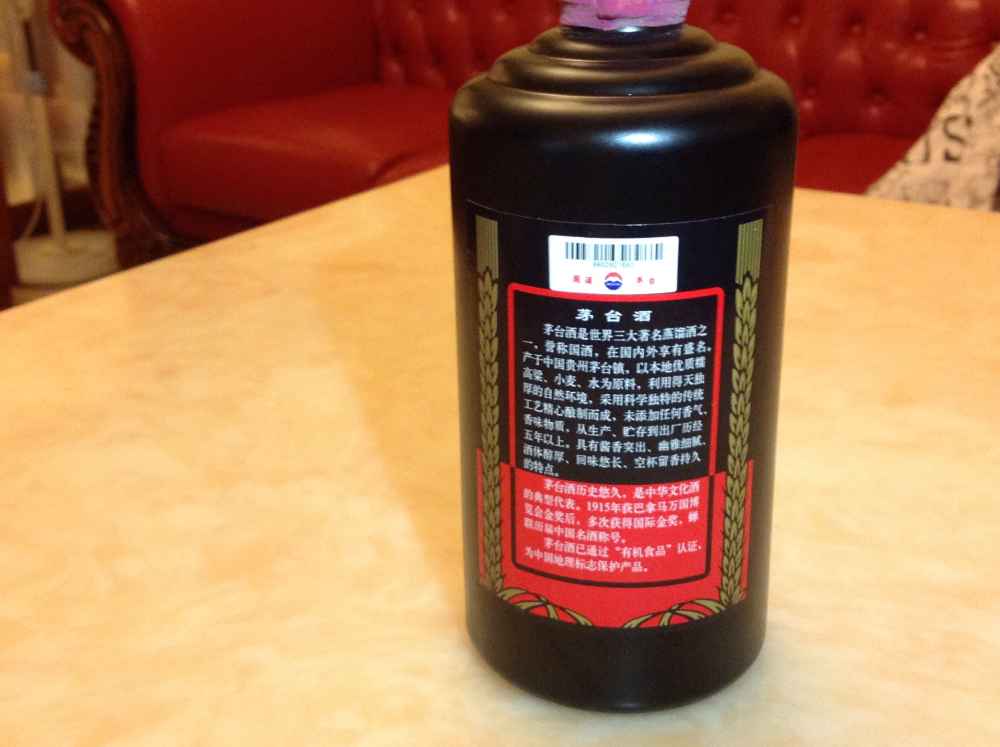 茅台酒
茅台酒是世界三大著名蒸馏酒之
一，誉称国酒，在国内外享有盛名。
产于中国贵州茅台镇，以本地优质糯
高粱、小麦、水为原料，利用得天独
厚的自然环境，采用科学独特的传统
工艺精心酿制而成，未添加任何香气、
香味物质。从生产、贮存到出厂历经
五年以上。具有酱香突出、幽雅细腻、
酒体醇厚、回味悠长、空杯留香持久
的特点。
茅台酒历史悠久，是中华文化酒
的典型代表。1915年获巴拿马万国博
览会金奖后，多次获得国际金奖，蝉
联历届中国名酒称号。
茅台酒已通过“有机食品”认证，
为中国地理标志保护产品。